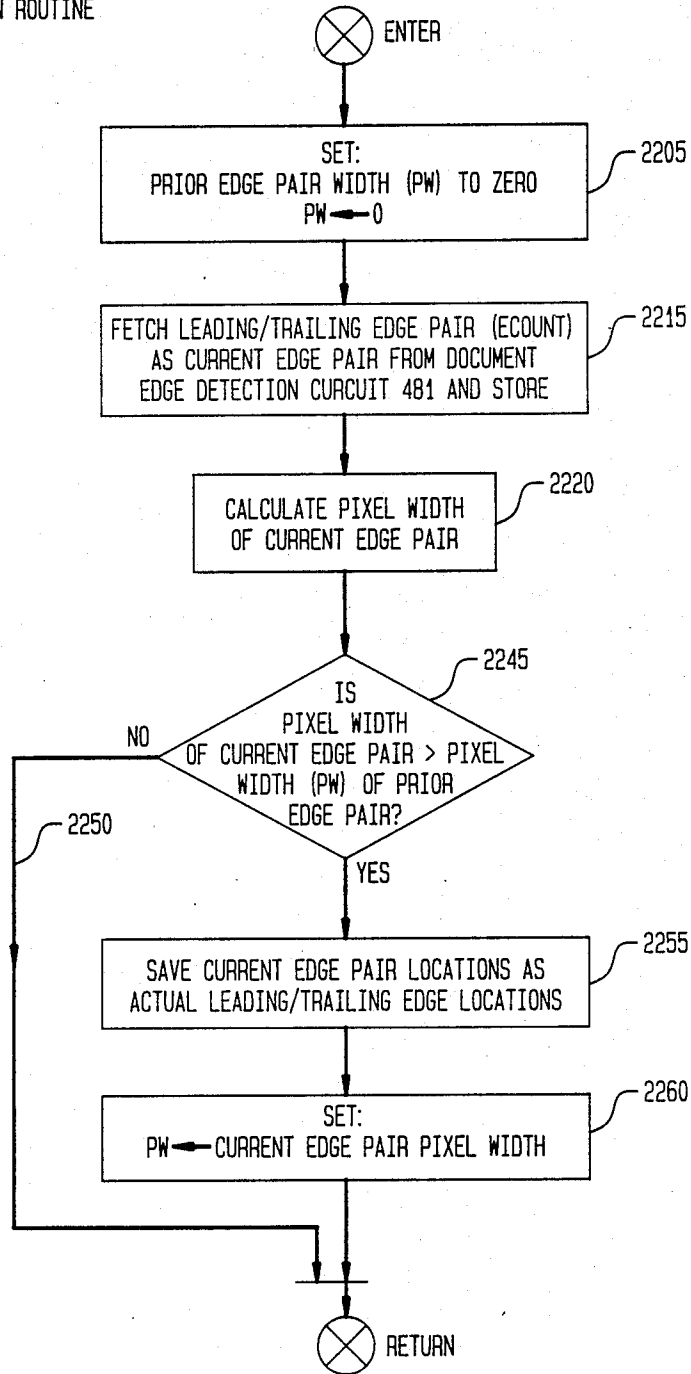 N ROUTINE
ENTER
SET:
PRIOR EDGE PAIR WIDTH (PW) TO ZERO
PW←0
2205
FETCH LEADING/TRAILING EDGE PAIR (ECOUNT)
AS CURRENT EDGE PAIR FROM DOCUMENT
EDGE DETECTION CURCUIT 481 AND STORE
2215
CALCULATE PIXEL WIDTH
OF CURRENT EDGE PAIR
2220
IS
PIXEL WIDTH
OF CURRENT EDGE PAIR > PIXEL
WIDTH (PW) OF PRIOR
EDGE PAIR?
2245
NO
2250
YES
SAVE CURRENT EDGE PAIR LOCATIONS AS
ACTUAL LEADING/TRAILING EDGE LOCATIONS
2255
SET:
PW←CURRENT EDGE PAIR PIXEL WIDTH
2260
RETURN